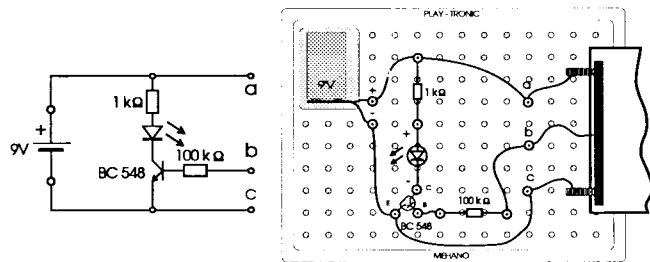 a
1 kΩ
+
9V
100 kΩ
b
BC 548
c
PLAY-TRONIC
9V
+
-
1 kΩ
a
+
b
-
C
c
E
B
100 kΩ
BC 548
MEHANO